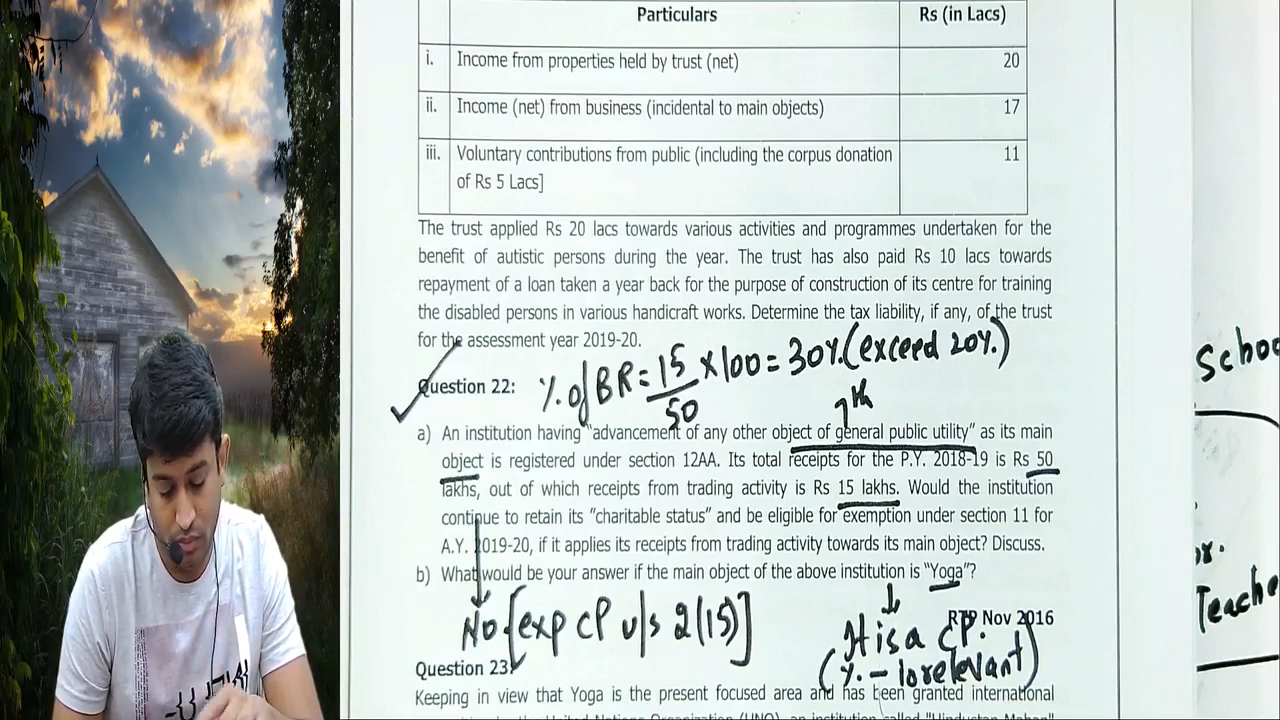 Particulars Rs (in Lacs)
i. Income from properties held by trust (net) 20
ii. Income (net) from business (incidental to main objects) 17
iii. Voluntary contributions from public (including the corpus donation 11
of Rs 5 Lacs]
The trust applied Rs 20 lacs towards various activities and programmes undertaken for the
benefit of autistic persons during the year. The trust has also paid Rs 10 lacs towards
repayment of a loan taken a year back for the purpose of construction of its centre for training
the disabled persons in various handicraft works. Determine the tax liability, if any, of the trust
for the assessment year 2019-20.
% of BR = 15/50 × 100 = 30% (exceed 20%)
Question 22:
7th
a) An institution having "advancement of any other object of general public utility" as its main
object is registered under section 12AA. Its total receipts for the P.Y. 2018-19 is Rs 50
lakhs, out of which receipts from trading activity is Rs 15 lakhs. Would the institution
continue to retain its "charitable status" and be eligible for exemption under section 11 for
A.Y. 2019-20, if it applies its receipts from trading activity towards its main object? Discuss.
b) What would be your answer if the main object of the above institution is "Yoga"?
No [exp CP u/s 2(15)]
RTP Nov 2016
It is a CP.
(% - Irrelevant)
Question 23:
Keeping in view that Yoga is the present focused area and has been granted international
Schoo
Teache